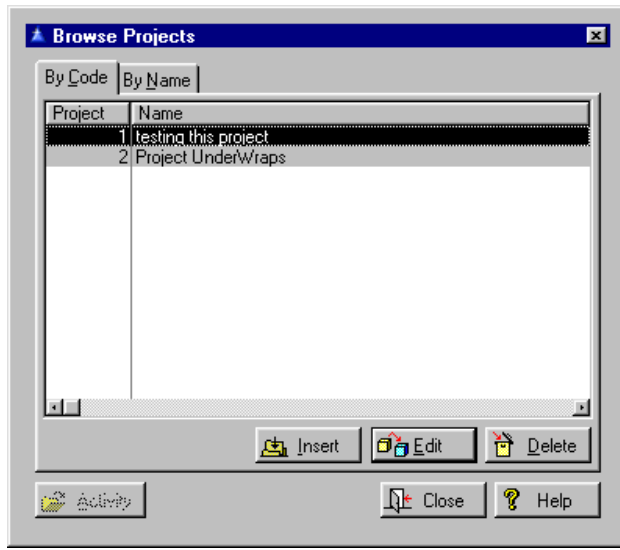 Browse Projects
By Code By Name
Project Name
1 testing this project
2 Project UnderWraps
Insert Edit Delete
Activity Close Help